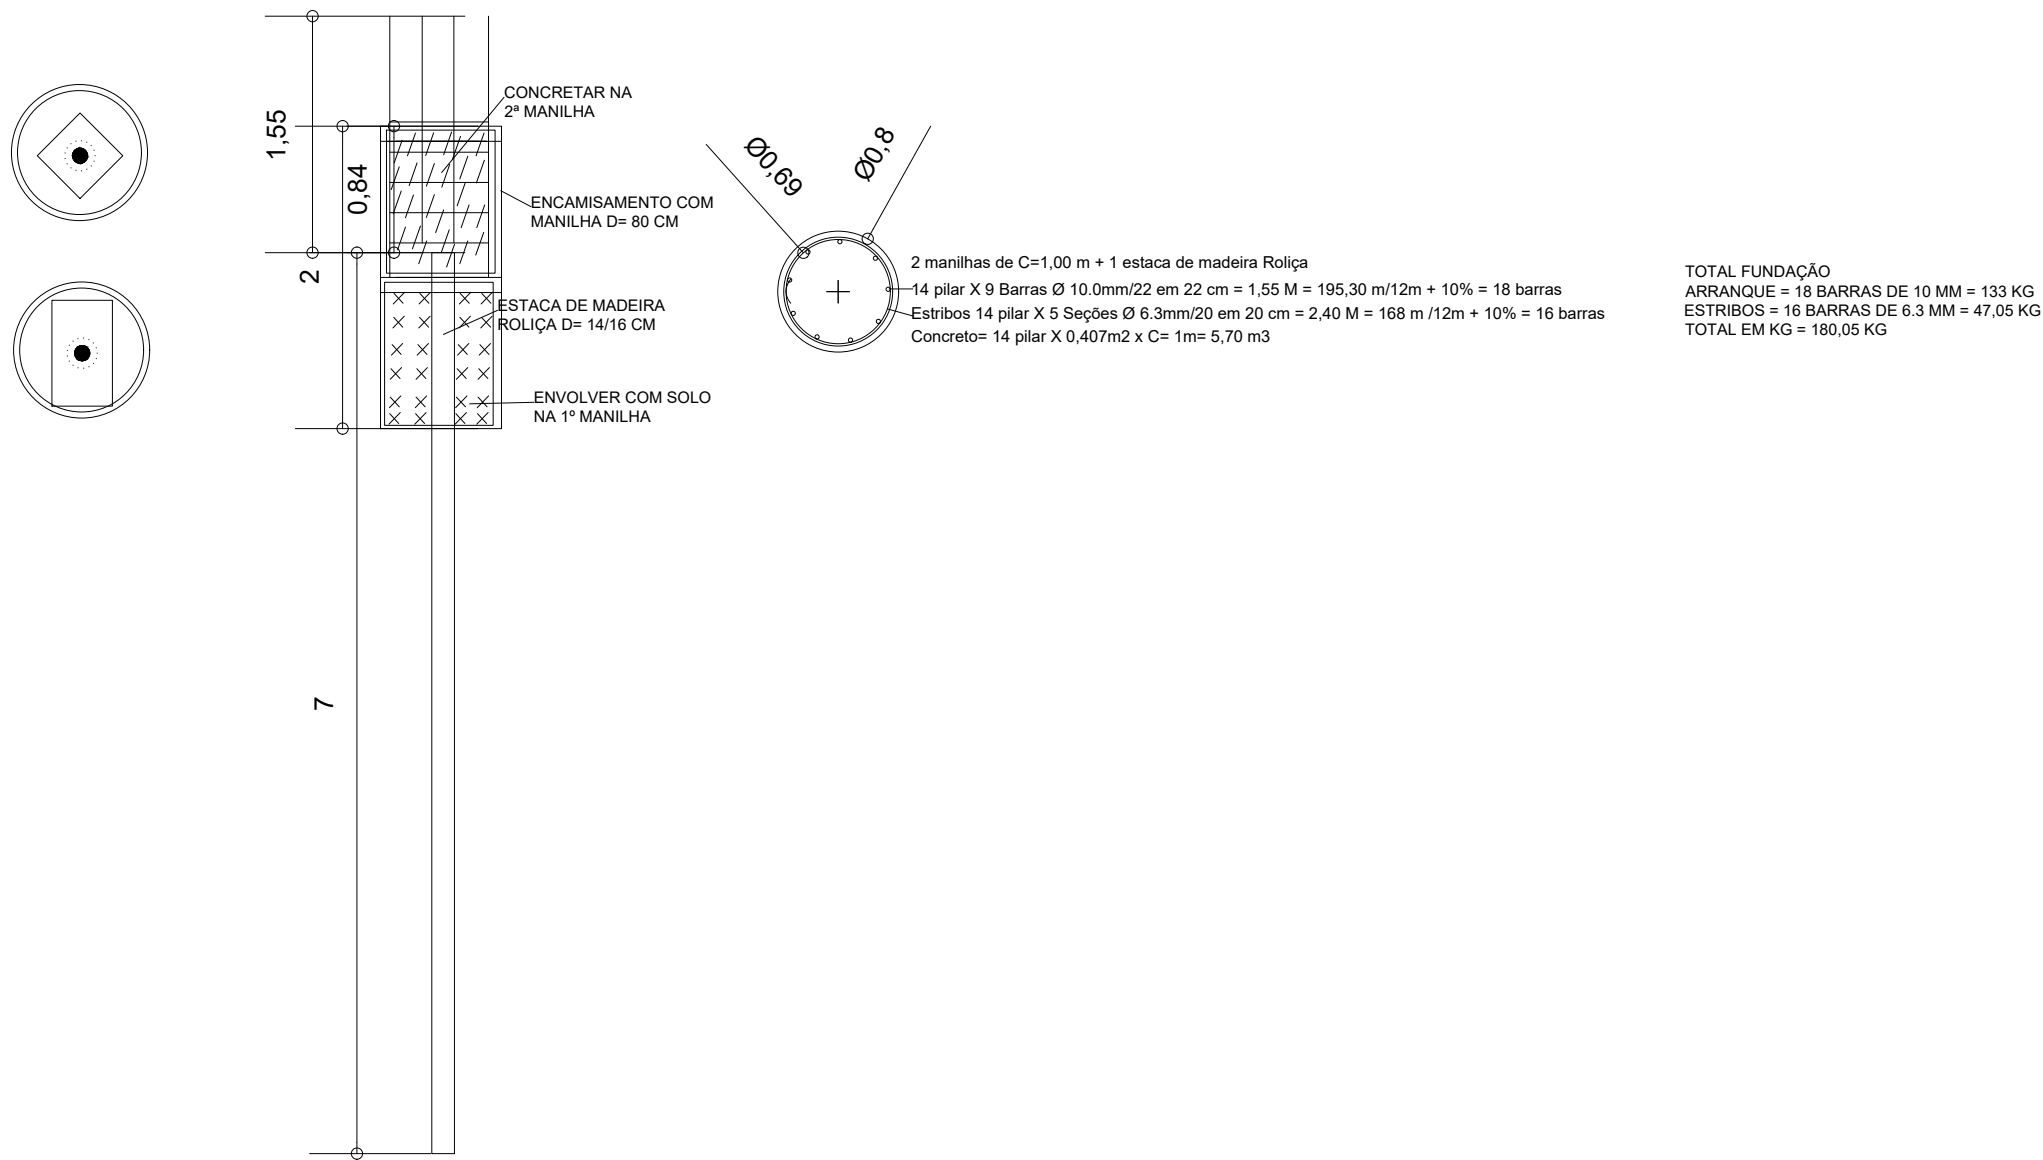 1,55
0,84
2
7
CONCRETAR NA
2ª MANILHA
ENCAMISAMENTO COM
MANILHA D= 80 CM
ESTACA DE MADEIRA
ROLIÇA D= 14/16 CM
ENVOLVER COM SOLO
NA 1º MANILHA
Ø0,69
Ø0,8
2 manilhas de C=1,00 m + 1 estaca de madeira Roliça
14 pilar X 9 Barras Ø 10.0mm/22 em 22 cm = 1,55 M = 195,30 m/12m + 10% = 18 barras
Estribos 14 pilar X 5 Seções Ø 6.3mm/20 em 20 cm = 2,40 M = 168 m /12m + 10% = 16 barras
Concreto= 14 pilar X 0,407m2 x C= 1m= 5,70 m3
TOTAL FUNDAÇÃO
ARRANQUE = 18 BARRAS DE 10 MM = 133 KG
ESTRIBOS = 16 BARRAS DE 6.3 MM = 47,05 KG
TOTAL EM KG = 180,05 KG